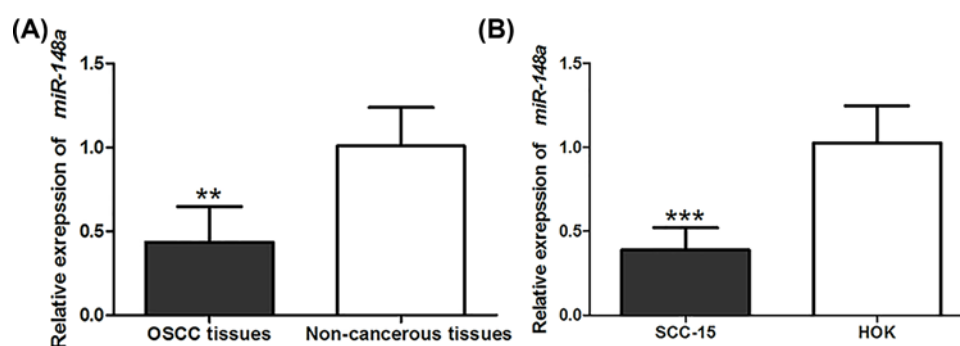 (A)
Relative exrepssion of miR-148a
1.5
1.0
0.5
0.0
**
OSCC tissues
Non-cancerous tissues
(B)
Relative exrepssion of miR-148a
1.5
1.0
0.5
0.0
***
SCC-15
HOK